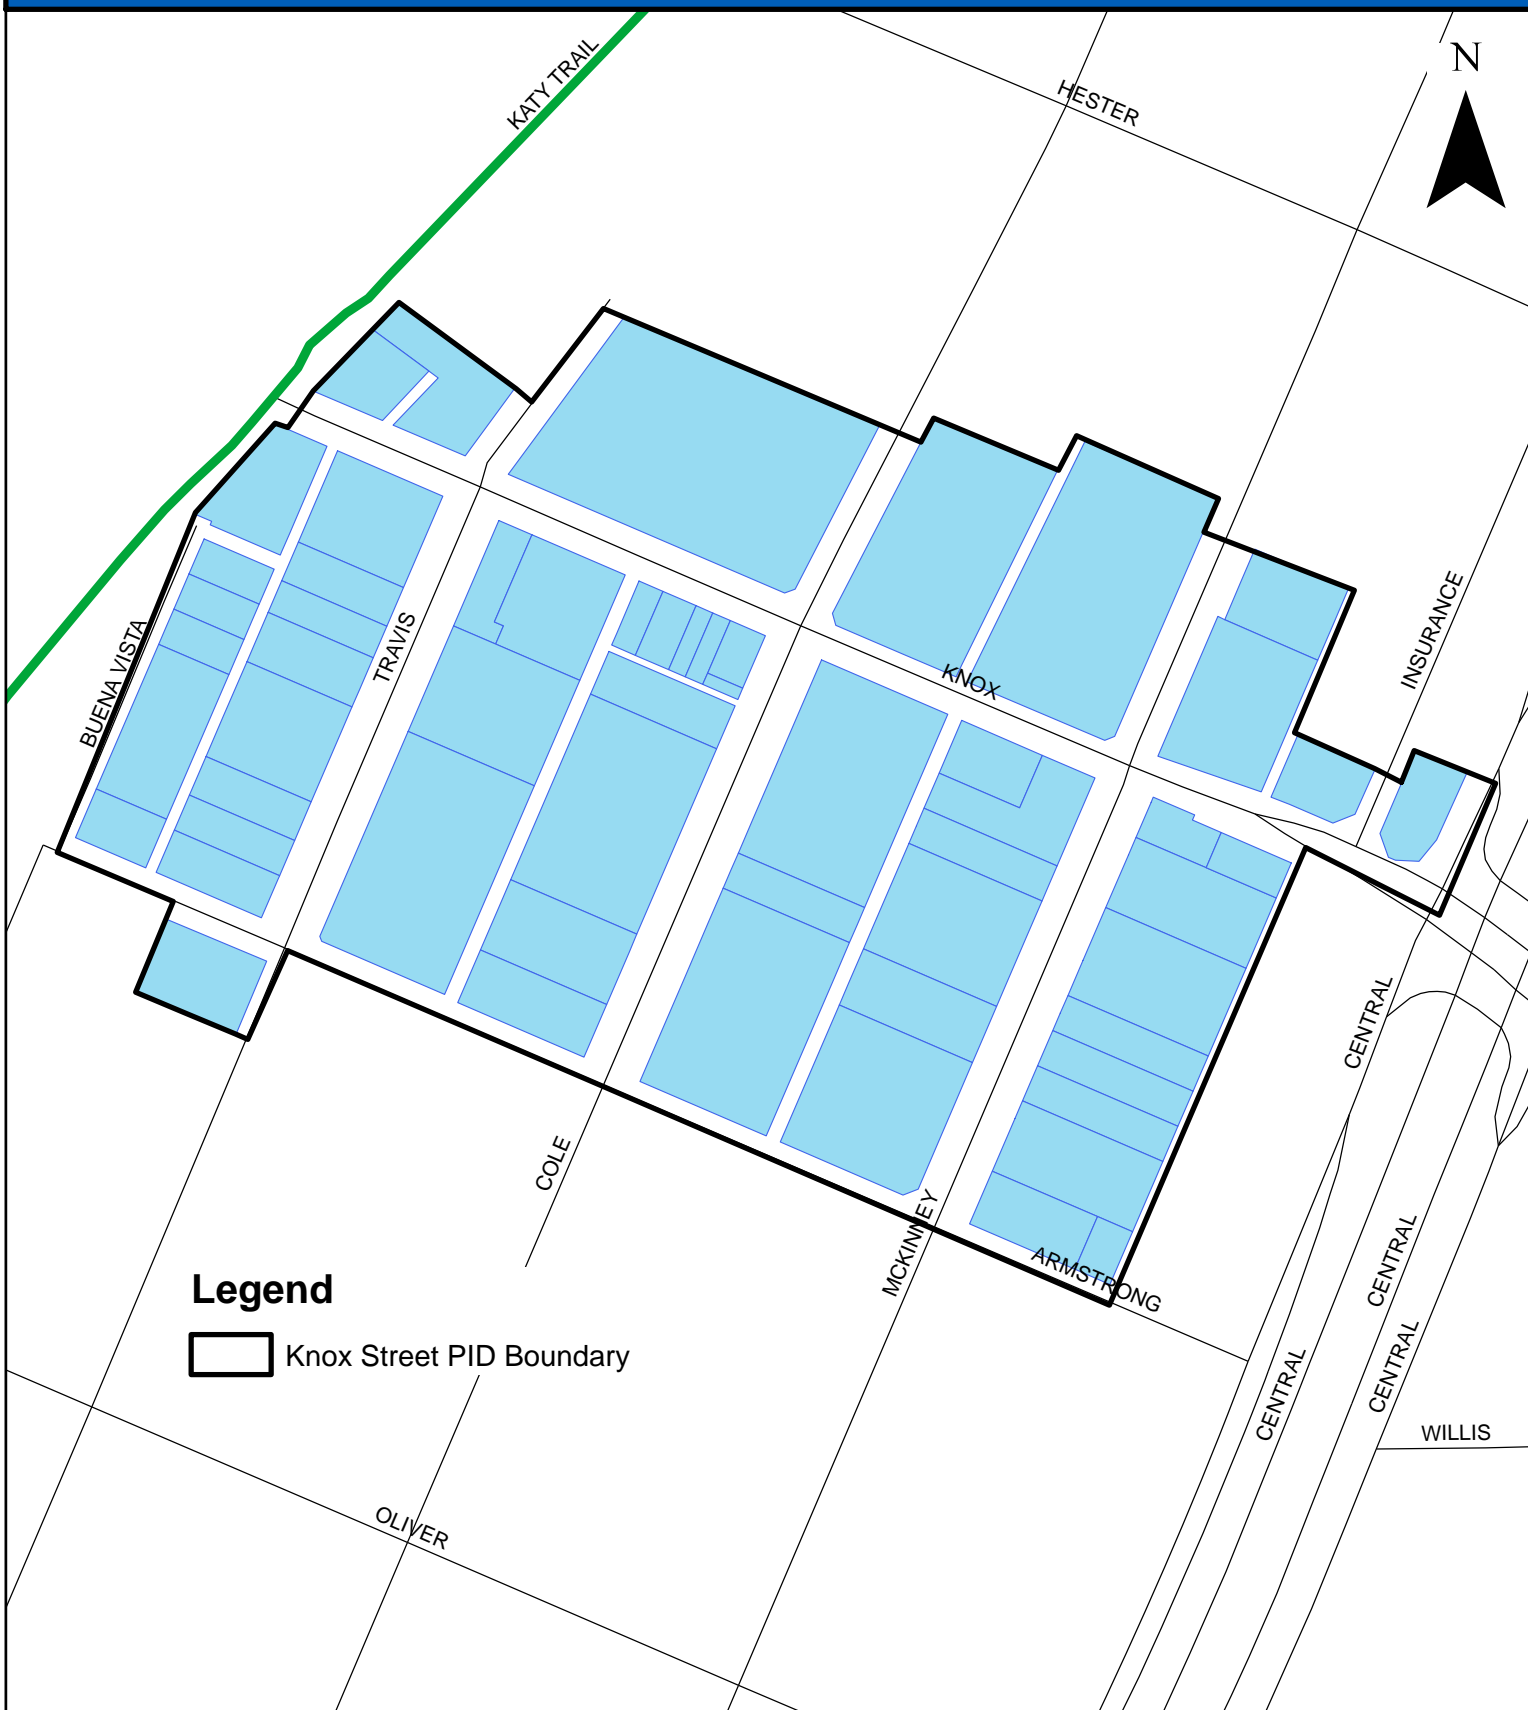 N
KATY TRAIL
HESTER
INSURANCE
BUENA VISTA
TRAVIS
KNOX
CENTRAL
COLE
MCKINNEY
ARMSTRONG
CENTRAL
Legend
Knox Street PID Boundary
CENTRAL
CENTRAL
WILLIS
OLIVER